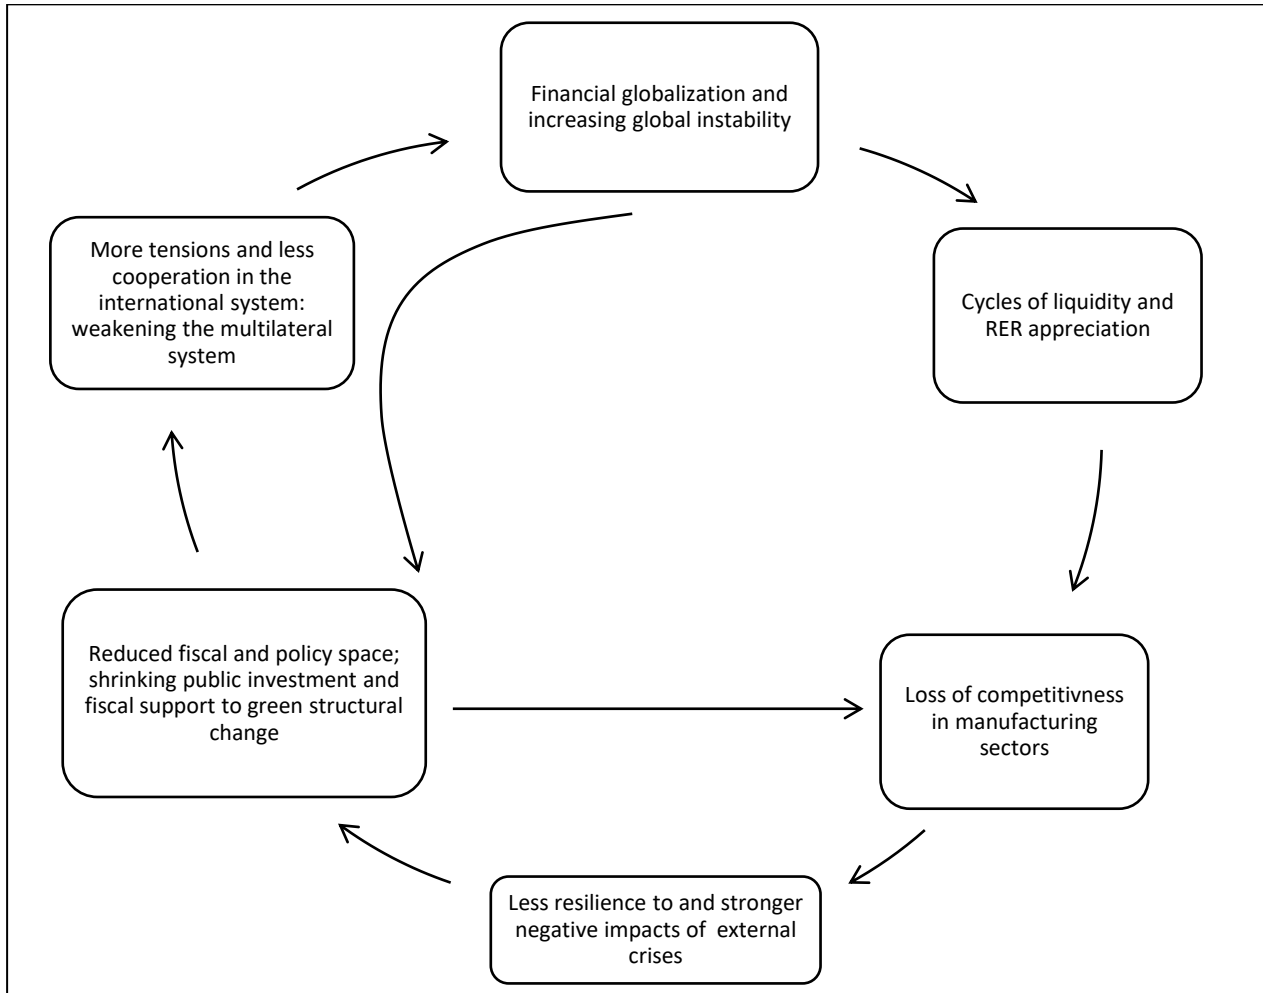 Financial globalization and
increasing global instability
More tensions and less
cooperation in the
international system:
weakening the multilateral
system
Cycles of liquidity and
RER appreciation
Reduced fiscal and policy space;
shrinking public investment and
fiscal support to green structural
change
Loss of competitivness
in manufacturing
sectors
Less resilience to and stronger
negative impacts of  external
crises